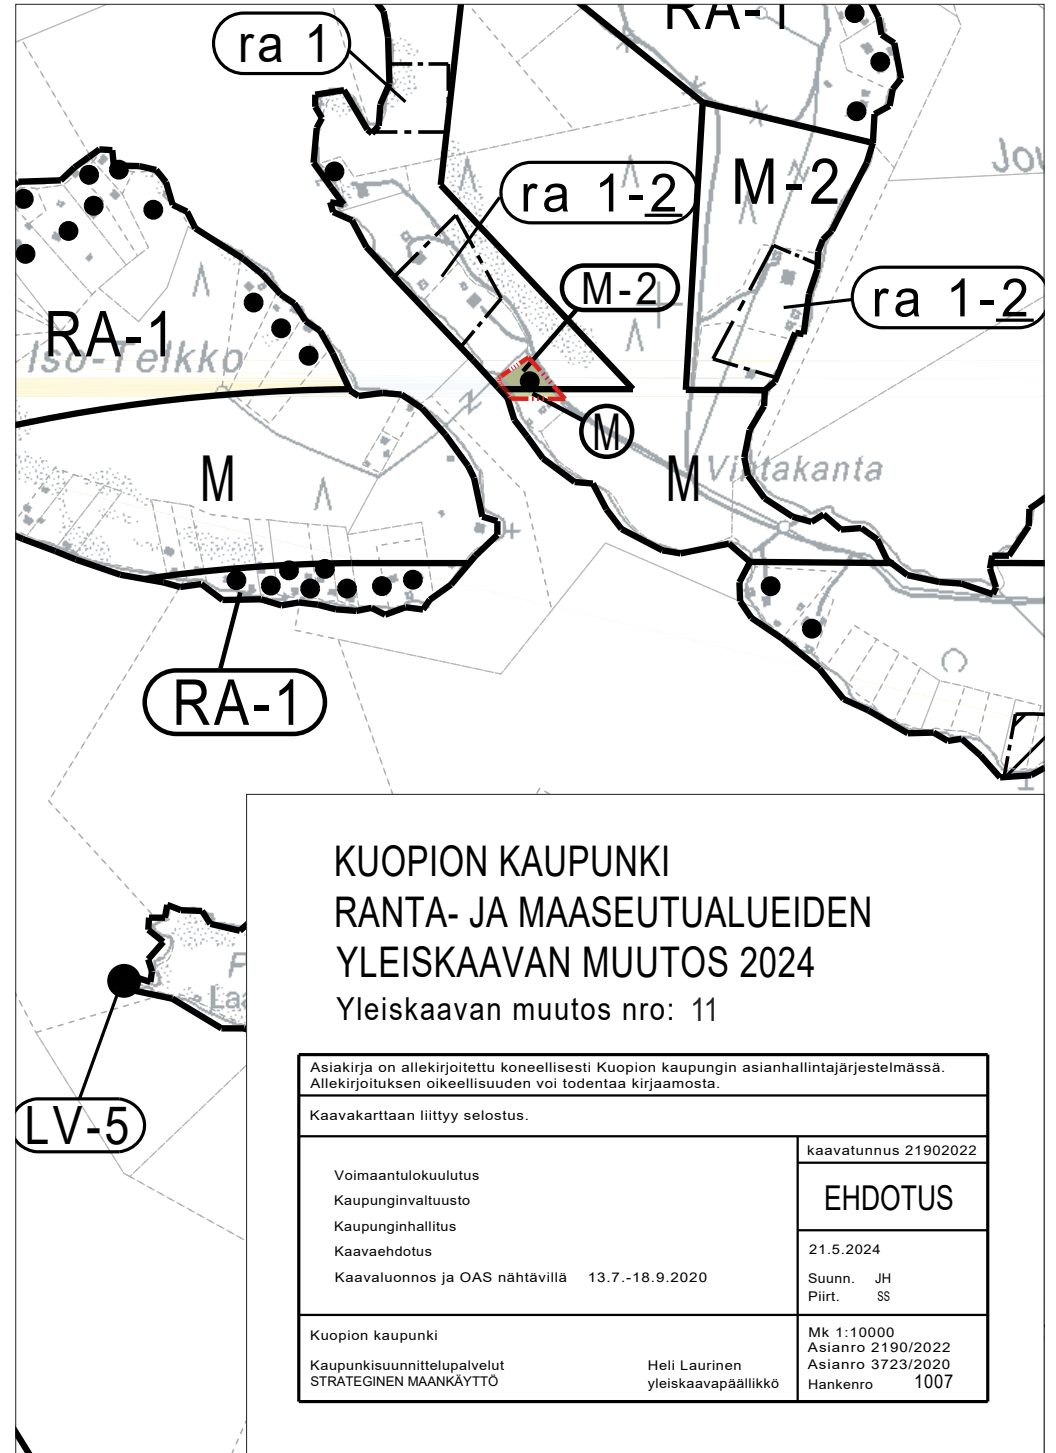 RA-1
ra 1
Jou
M-2
ra 1-2
M-2
ra 1-2
RA-1
Iso-Telkko
M
M
M
Vintakanta
RA-1
P
Laa
LV-5
KUOPION KAUPUNKI
RANTA- JA MAASEUTUALUEIDEN
YLEISKAAVAN MUUTOS 2024
Yleiskaavan muutos nro: 11
Asiakirja on allekirjoitettu koneellisesti Kuopion kaupungin asianhallintajärjestelmässä.
Allekirjoituksen oikeellisuuden voi todentaa kirjaamosta.
Kaavakarttaan liittyy selostus.
kaavatunnus 21902022
Voimaantulokuulutus
Kaupunginvaltuusto
EHDOTUS
Kaupunginhallitus
Kaavaehdotus
21.5.2024
Kaavaluonnos ja OAS nähtävillä 13.7.-18.9.2020
Suunn. JH
Piirt. SS
Kuopion kaupunki
Mk 1:10000
Asianro 2190/2022
Kaupunkisuunnittelupalvelut Heli Laurinen
Asianro 3723/2020
STRATEGINEN MAANKÄYTTÖ yleiskaavapäällikkö
Hankenro 1007